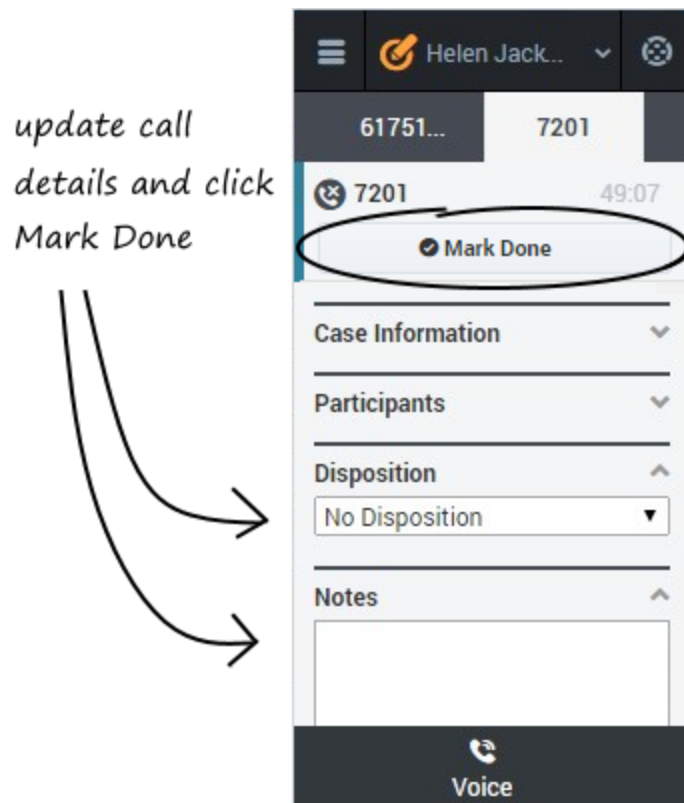 update call
details and click
Mark Done
Helen Jack...
61751...
7201
7201
49:07
Mark Done
Case Information
Participants
Disposition
No Disposition
Notes
Voice